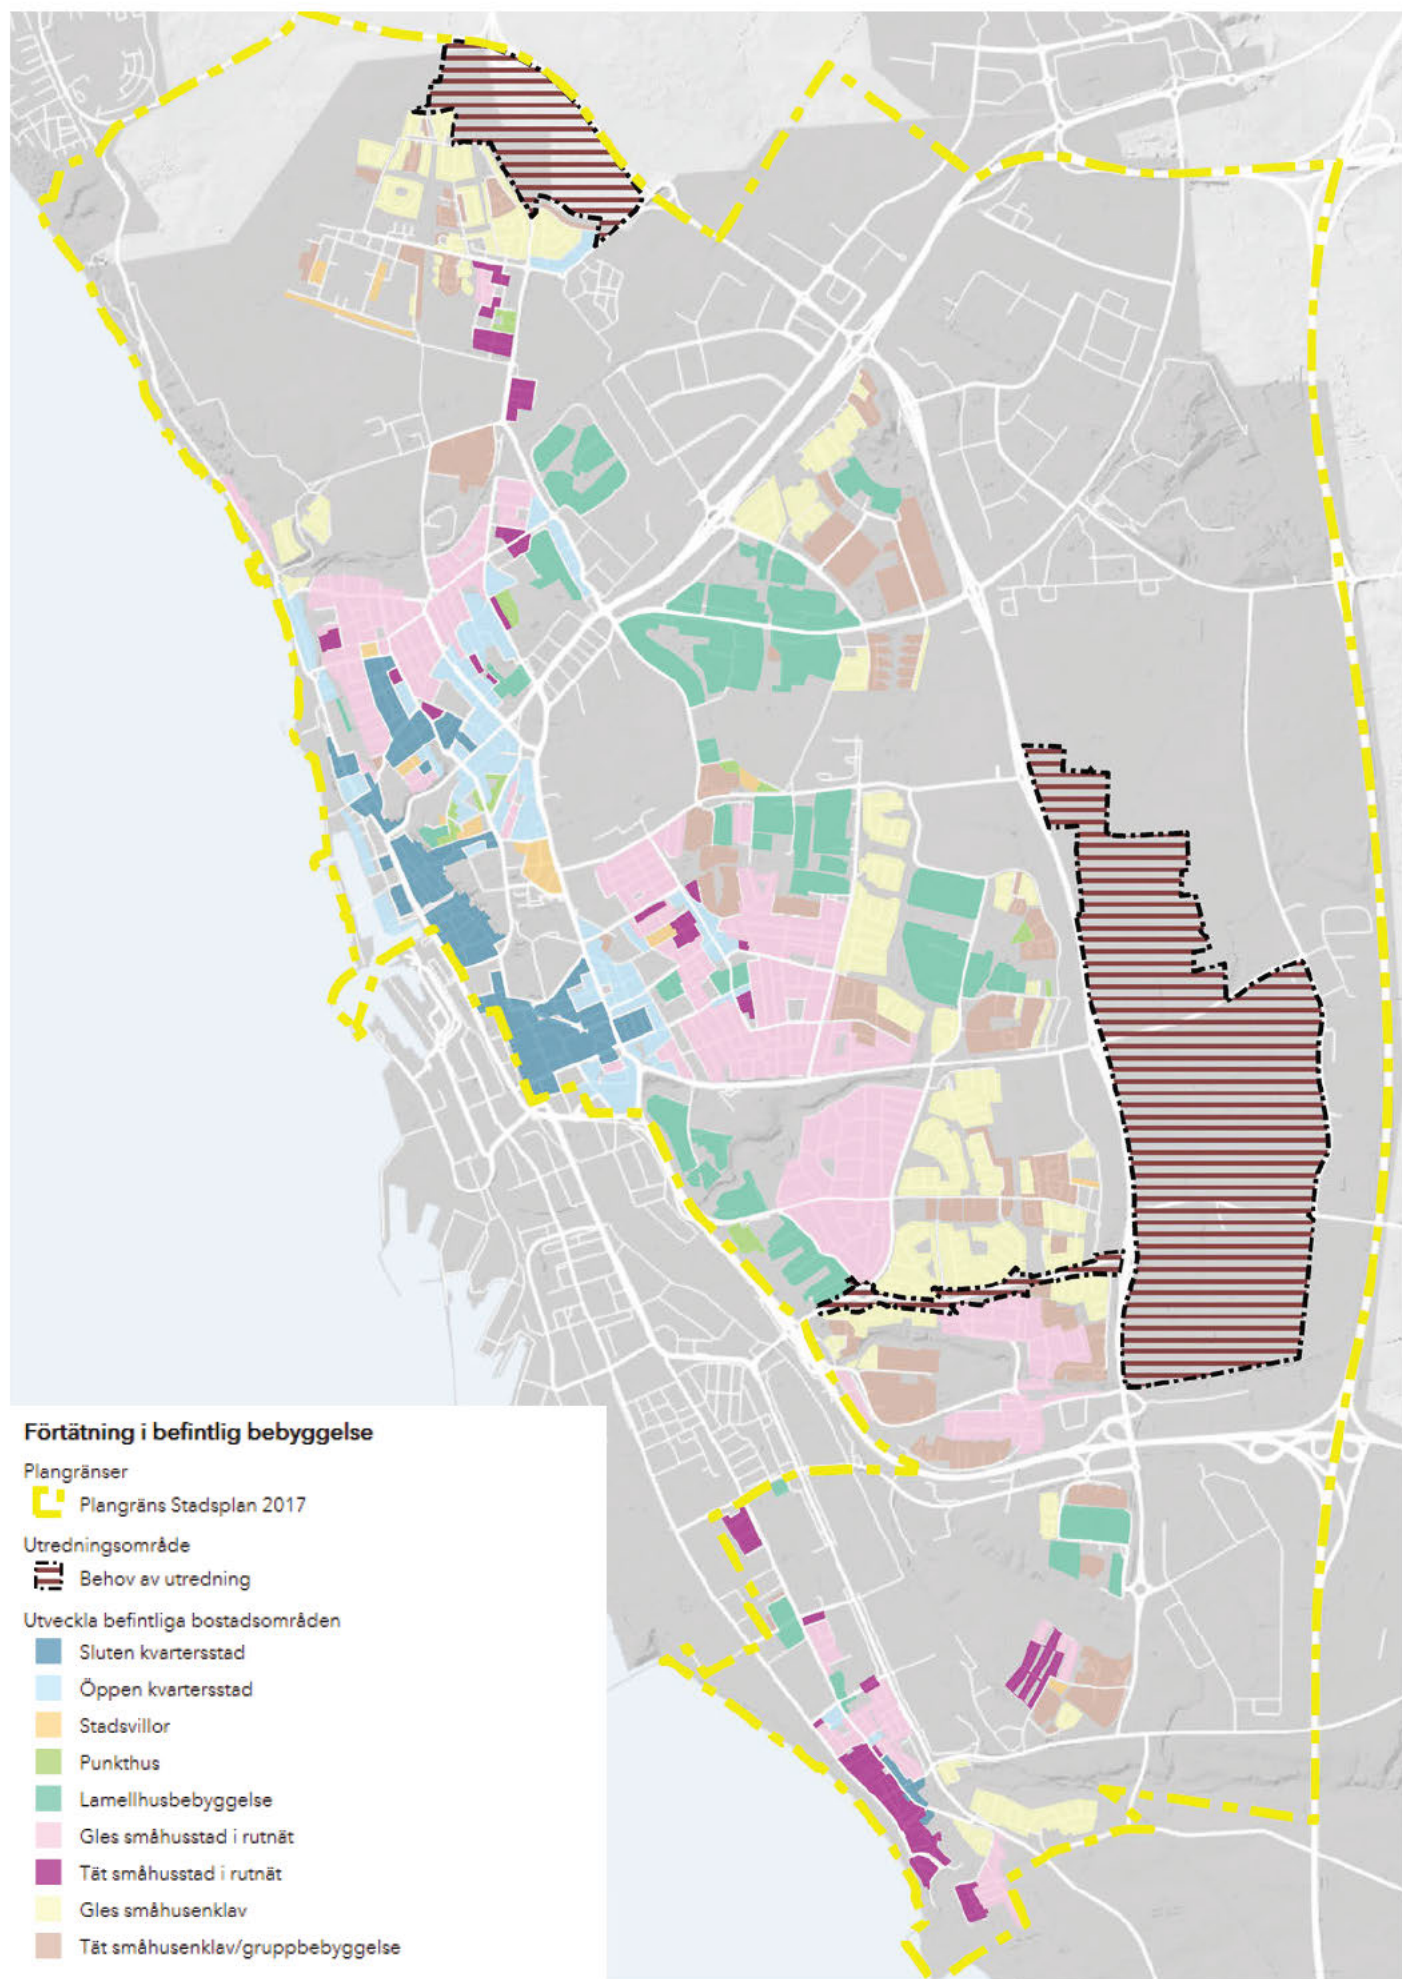 Förtätning i befintlig bebyggelse
Plangränser
Plangräns Stadsplan 2017
Utredningsområde
Behov av utredning
Utveckla befintliga bostadsområden
Sluten kvartersstad
Öppen kvartersstad
Stadsvillor
Punkthus
Lamellhusbebyggelse
Gles småhusstad i rutnät
Tät småhusstad i rutnät
Gles småhusenklav
Tät småhusenklav/gruppbebyggelse